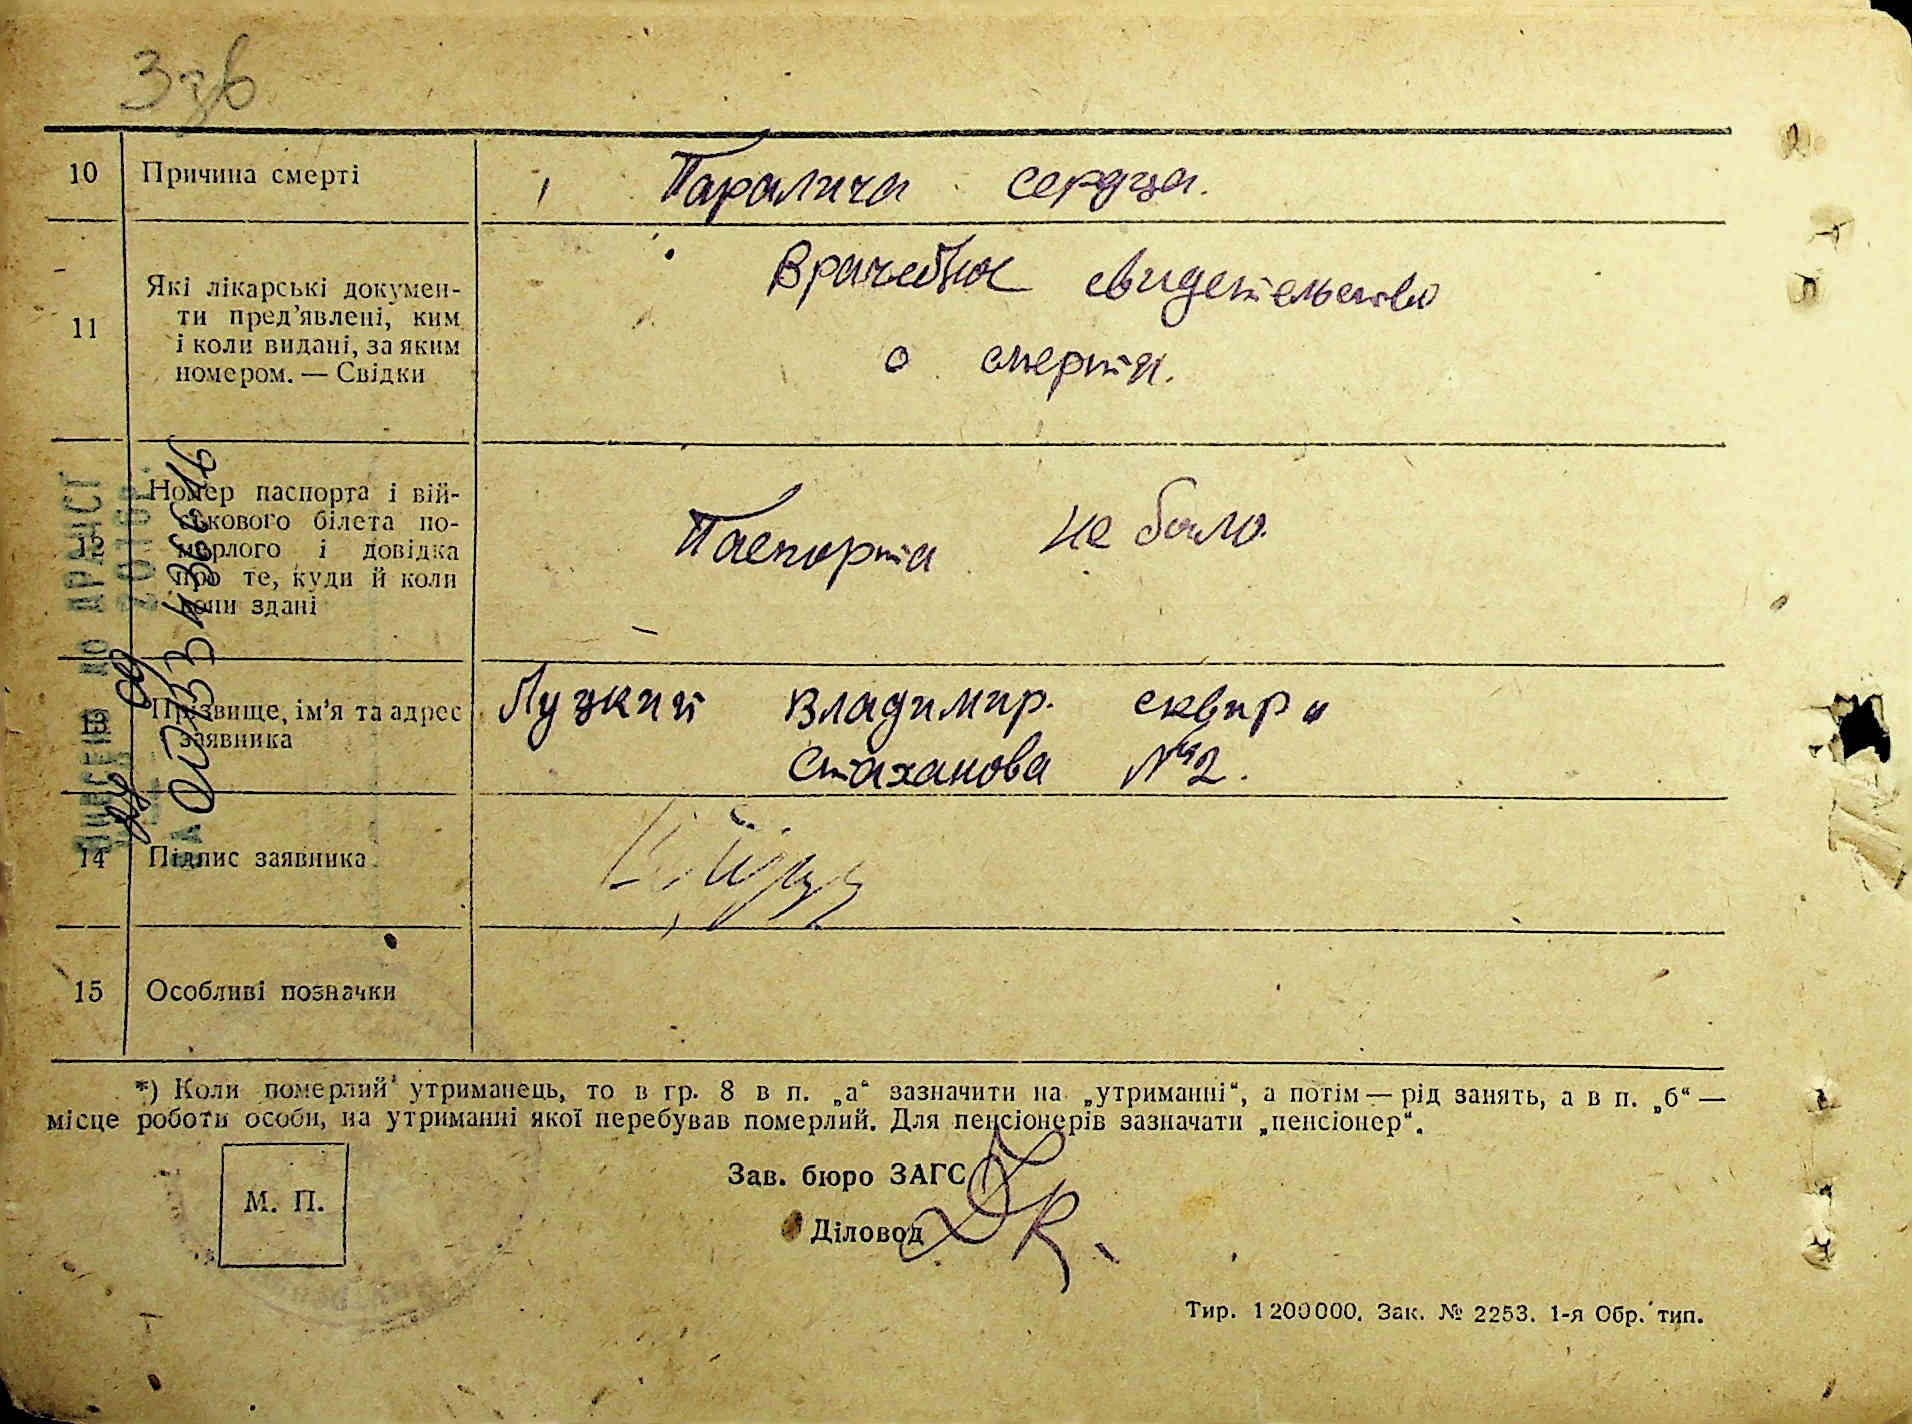 3зв
10 Причина смерті Паралича сердца.
11 Які лікарські докумен-
ти пред'явлені, ким
і коли видані, за яким
номером. — Свідки
Врачебное свидетельство
о смерти.
12 Номер паспорта і вій-
ськового білета по-
мерлого і довідка
про те, куди й коли
вони здані
Паспорта не было.
13 Прізвище, ім'я та адрес
заявника
Луцкий Владимир. сквира
Стаханова №2.
14 Підпис заявника
15 Особливі позначки
*) Коли померлий утриманець, то в гр. 8 в п. „а“ зазначити на „утриманні“, а потім — рід занять, а в п. „б“ —
місце роботи особи, на утриманні якої перебував померлий. Для пенсіонерів зазначати „пенсіонер“.
М. П.
Зав. бюро ЗАГС
Діловод
Тир. 1200000. Зак. № 2253. 1-я Обр. тип.